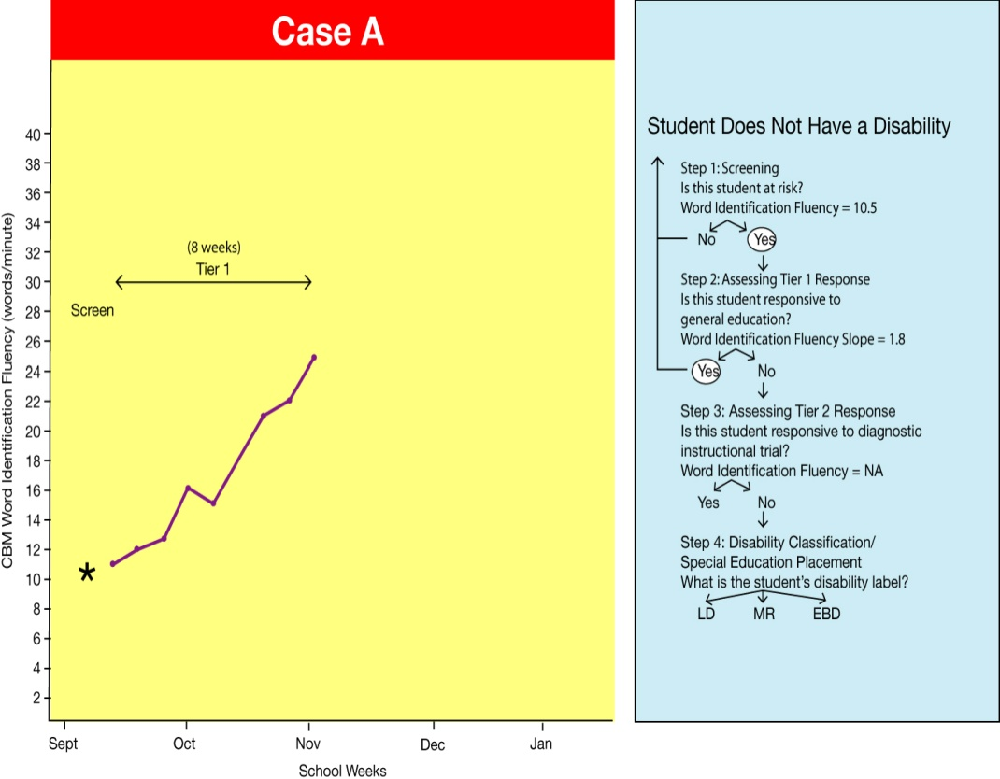 Case A
CBM Word Identification Fluency (words/minute)
40
38
36
34
32
30
28
26
24
22
20
18
16
14
12
10
8
6
4
2
(8 weeks)
Tier 1
Screen
*
Sept Oct Nov Dec Jan
School Weeks
Student Does Not Have a Disability
Step 1: Screening
Is this student at risk?
Word Identification Fluency = 10.5
No Yes
Step 2: Assessing Tier 1 Response
Is this student responsive to
general education?
Word Identification Fluency Slope = 1.8
Yes No
Step 3: Assessing Tier 2 Response
Is this student responsive to diagnostic
instructional trial?
Word Identification Fluency = NA
Yes No
Step 4: Disability Classification/
Special Education Placement
What is the student's disability label?
LD MR EBD